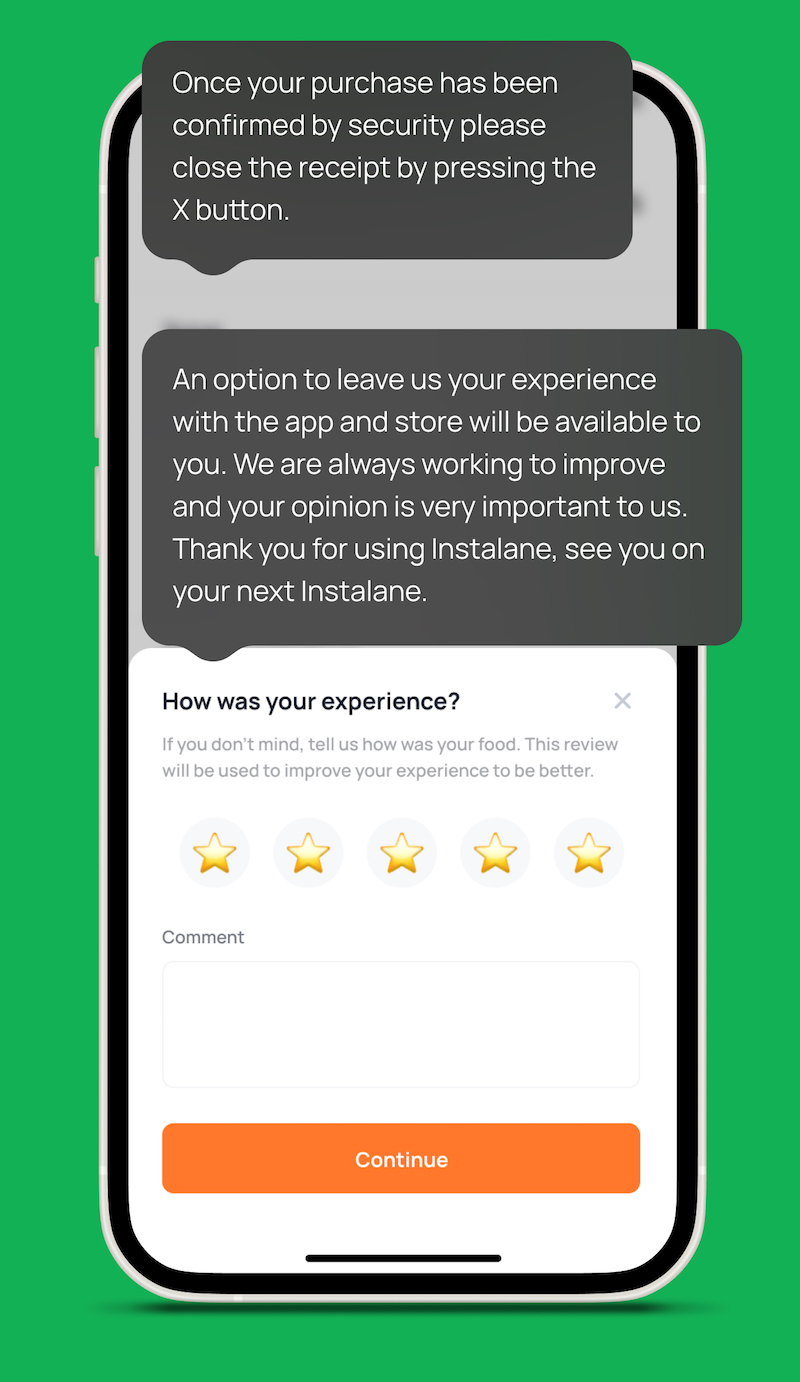 Once your purchase has been
confirmed by security please
close the receipt by pressing the
X button.
An option to leave us your experience
with the app and store will be available to
you. We are always working to improve
and your opinion is very important to us.
Thank you for using Instalane, see you on
your next Instalane.
How was your experience?
If you don't mind, tell us how was your food. This review
will be used to improve your experience to be better.
Comment
Continue